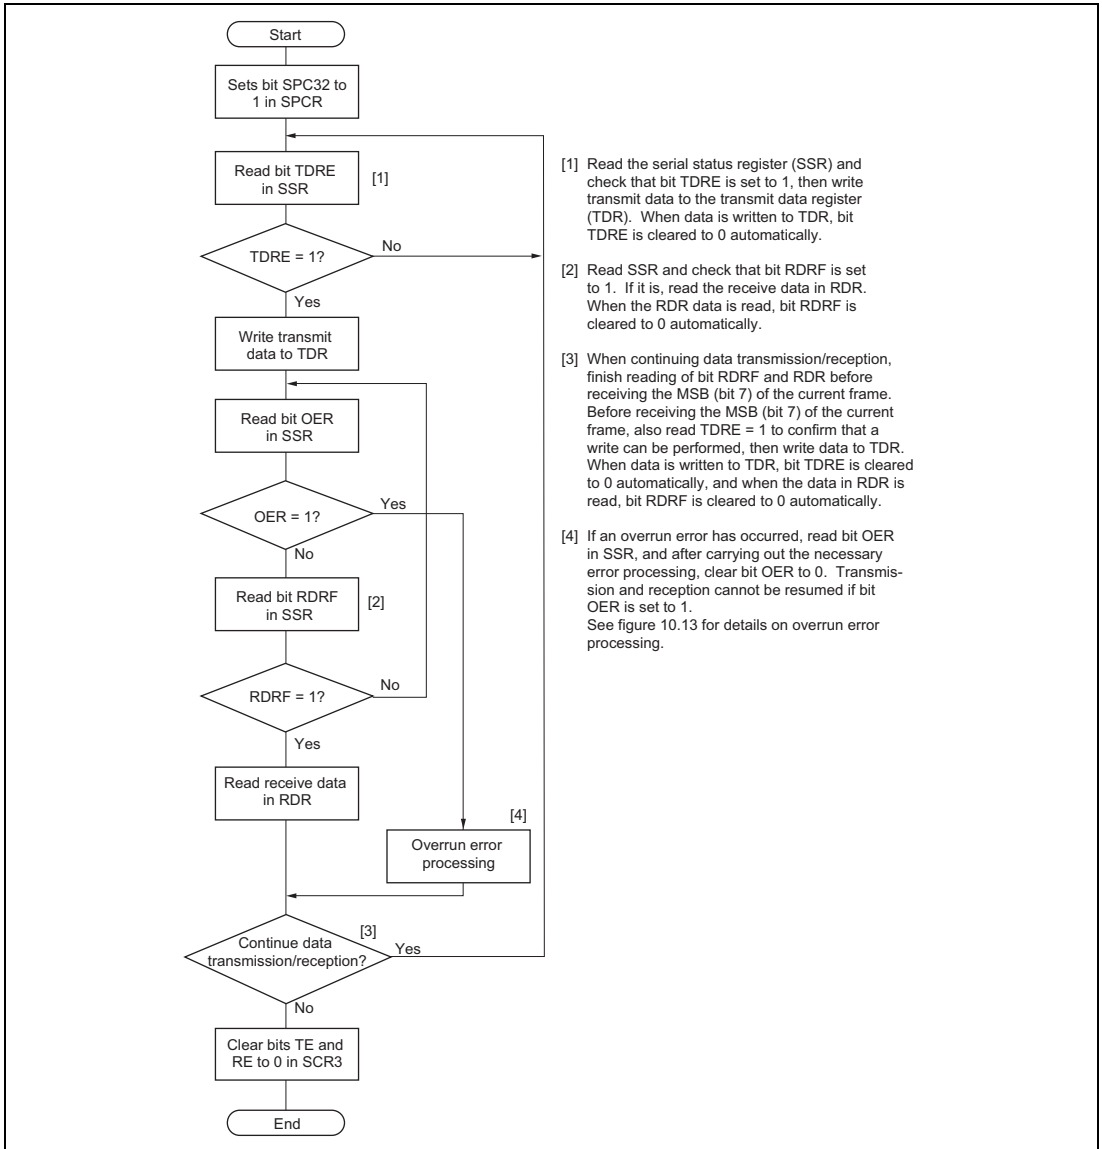 Start
Sets bit SPC32 to
1 in SPCR
Read bit TDRE
in SSR
[1]
TDRE = 1?
No
Yes
Write transmit
data to TDR
Read bit OER
in SSR
OER = 1?
Yes
No
Read bit RDRF
in SSR
[2]
RDRF = 1?
No
Yes
Read receive data
in RDR
[4]
Overrun error
processing
[3]
Continue data
transmission/reception?
Yes
No
Clear bits TE and
RE to 0 in SCR3
End
[1] Read the serial status register (SSR) and
check that bit TDRE is set to 1, then write
transmit data to the transmit data register
(TDR). When data is written to TDR, bit
TDRE is cleared to 0 automatically.
[2] Read SSR and check that bit RDRF is set
to 1. If it is, read the receive data in RDR.
When the RDR data is read, bit RDRF is
cleared to 0 automatically.
[3] When continuing data transmission/reception,
finish reading of bit RDRF and RDR before
receiving the MSB (bit 7) of the current frame.
Before receiving the MSB (bit 7) of the current
frame, also read TDRE = 1 to confirm that a
write can be performed, then write data to TDR.
When data is written to TDR, bit TDRE is cleared
to 0 automatically, and when the data in RDR is
read, bit RDRF is cleared to 0 automatically.
[4] If an overrun error has occurred, read bit OER
in SSR, and after carrying out the necessary
error processing, clear bit OER to 0. Transmis-
sion and reception cannot be resumed if bit
OER is set to 1.
See figure 10.13 for details on overrun error
processing.